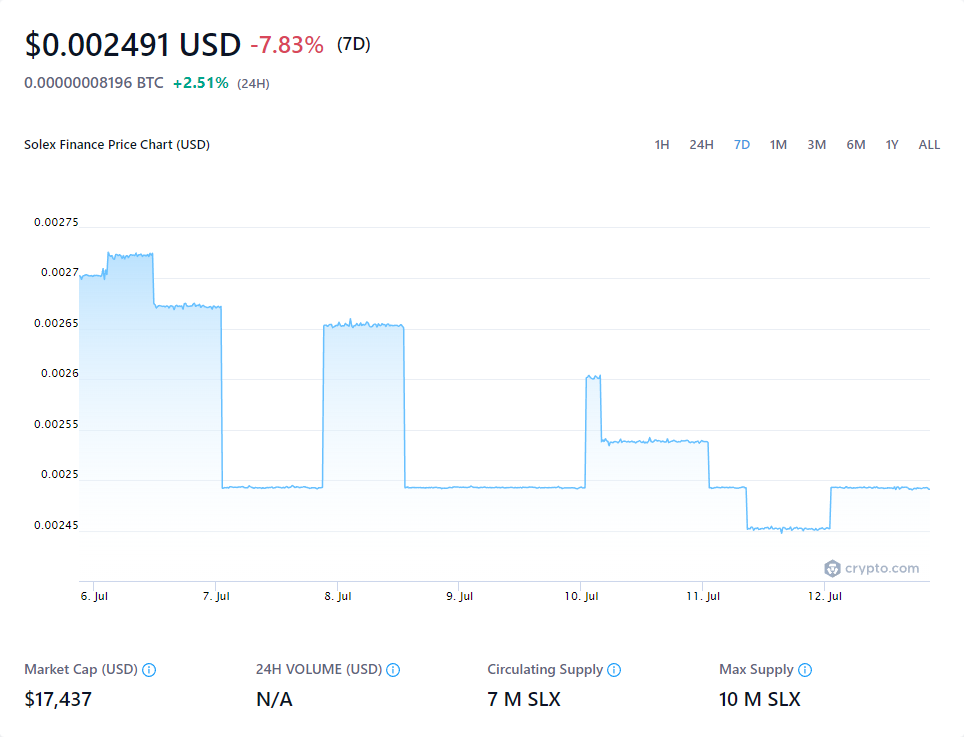 $0.002491 USD -7.83% (7D)
0.00000008196 BTC +2.51% (24H)
Solex Finance Price Chart (USD) 1H 24H 7D 1M 3M 6M 1Y ALL
0.00275
0.0027
0.00265
0.0026
0.00255
0.0025
0.00245
crypto.com
6. Jul 7. Jul 8. Jul 9. Jul 10. Jul 11. Jul 12. Jul
Market Cap (USD) 24H VOLUME (USD) Circulating Supply Max Supply
$17,437 N/A 7 M SLX 10 M SLX